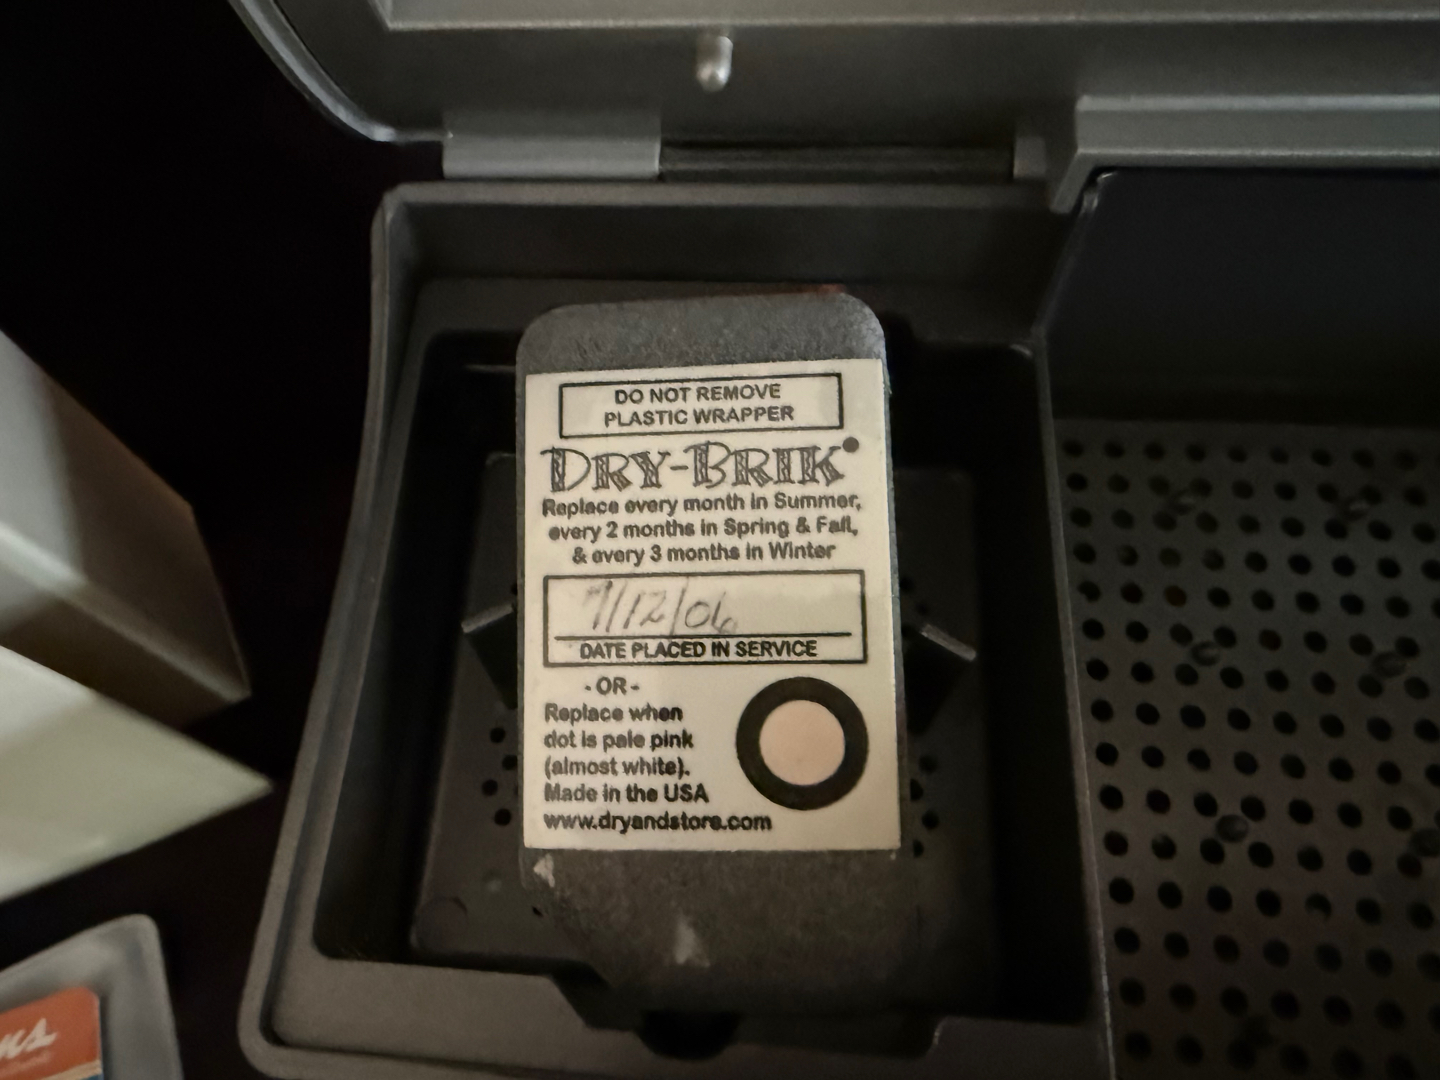 DO NOT REMOVE
PLASTIC WRAPPER
DRY-BRIK
Replace every month in Summer,
every 2 months in Spring & Fall,
& every 3 months in Winter
9/12/06
DATE PLACED IN SERVICE
- OR -
Replace when
dot is pale pink
(almost white).
Made in the USA
www.dryandstore.com